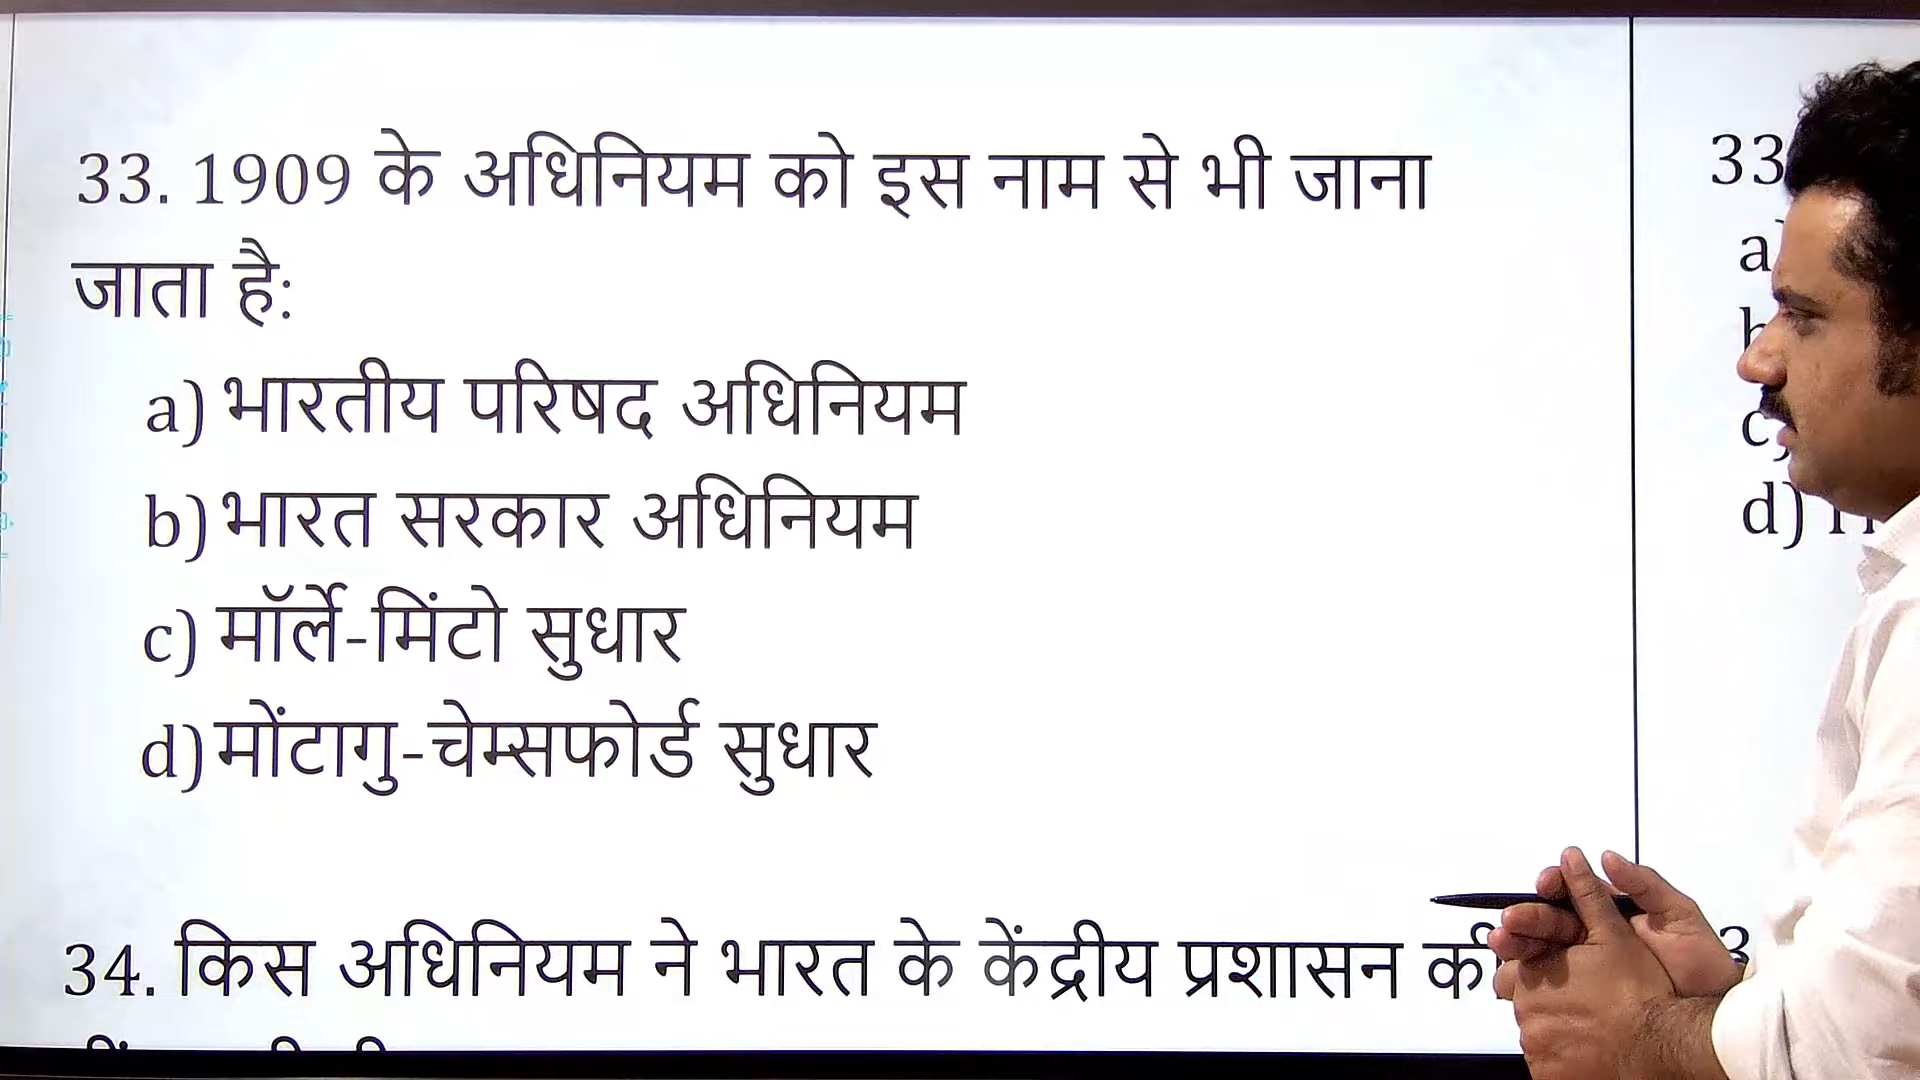 33. 1909 के अधिनियम को इस नाम से भी जाना
जाता है:
a) भारतीय परिषद अधिनियम
b) भारत सरकार अधिनियम
c) मॉर्ले-मिंटो सुधार
d) मोंटागु-चेम्सफोर्ड सुधार
34. किस अधिनियम ने भारत के केंद्रीय प्रशासन की
33
a)
b
c)
d)
3